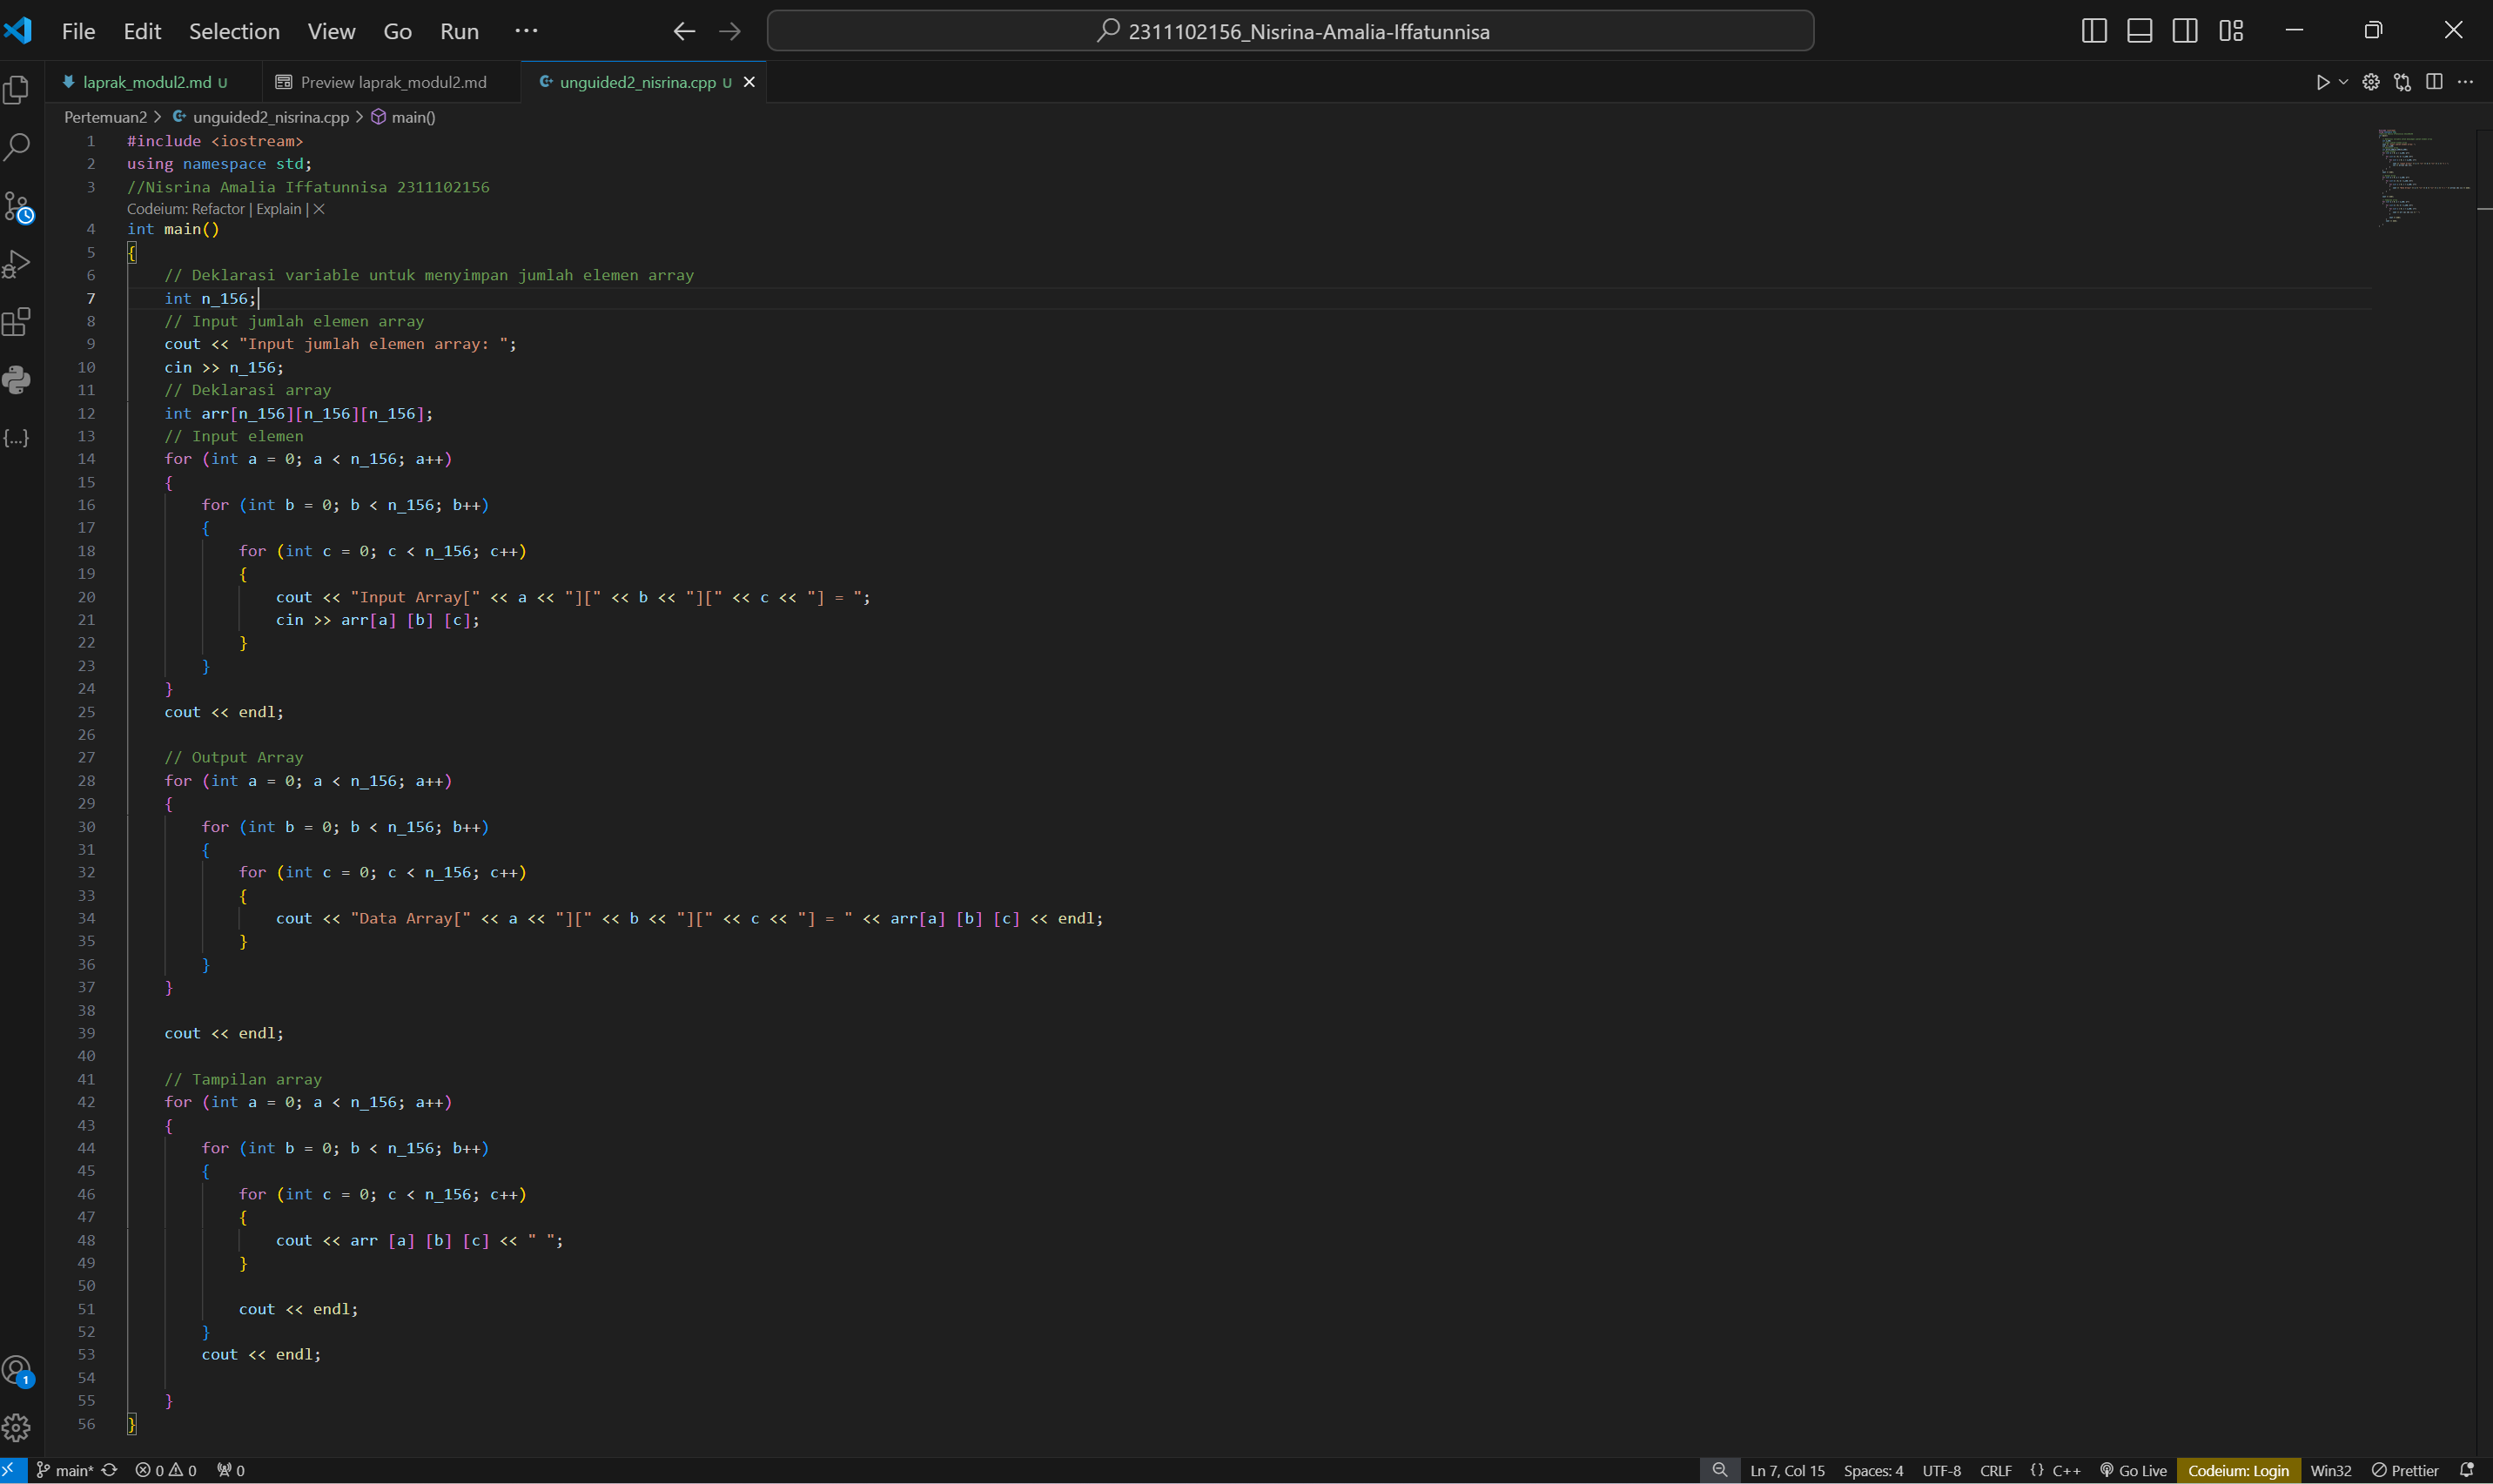 File Edit Selection View Go Run ··· 2311102156_Nisrina-Amalia-Iffatunnisa
laprak_modul2.md U Preview laprak_modul2.md unguided2_nisrina.cpp U
Pertemuan2 > unguided2_nisrina.cpp > main()
1 #include <iostream>
2 using namespace std;
3 //Nisrina Amalia Iffatunnisa 2311102156
Codeium: Refactor | Explain | ×
4 int main()
5 {
6     // Deklarasi variable untuk menyimpan jumlah elemen array
7     int n_156;
8     // Input jumlah elemen array
9     cout << "Input jumlah elemen array: ";
10     cin >> n_156;
11     // Deklarasi array
12     int arr[n_156][n_156][n_156];
13     // Input elemen
14     for (int a = 0; a < n_156; a++)
15     {
16         for (int b = 0; b < n_156; b++)
17         {
18             for (int c = 0; c < n_156; c++)
19             {
20                 cout << "Input Array[" << a << "][" << b << "][" << c << "] = ";
21                 cin >> arr[a] [b] [c];
22             }
23         }
24     }
25     cout << endl;
26
27     // Output Array
28     for (int a = 0; a < n_156; a++)
29     {
30         for (int b = 0; b < n_156; b++)
31         {
32             for (int c = 0; c < n_156; c++)
33             {
34                 cout << "Data Array[" << a << "][" << b << "][" << c << "] = " << arr[a] [b] [c] << endl;
35             }
36         }
37     }
38
39     cout << endl;
40
41     // Tampilan array
42     for (int a = 0; a < n_156; a++)
43     {
44         for (int b = 0; b < n_156; b++)
45         {
46             for (int c = 0; c < n_156; c++)
47             {
48                 cout << arr [a] [b] [c] << " ";
49             }
50
51             cout << endl;
52         }
53         cout << endl;
54
55     }
56 }
1
main* 0 0 0 Ln 7, Col 15 Spaces: 4 UTF-8 CRLF {} C++ Go Live Codeium: Login Win32 Prettier